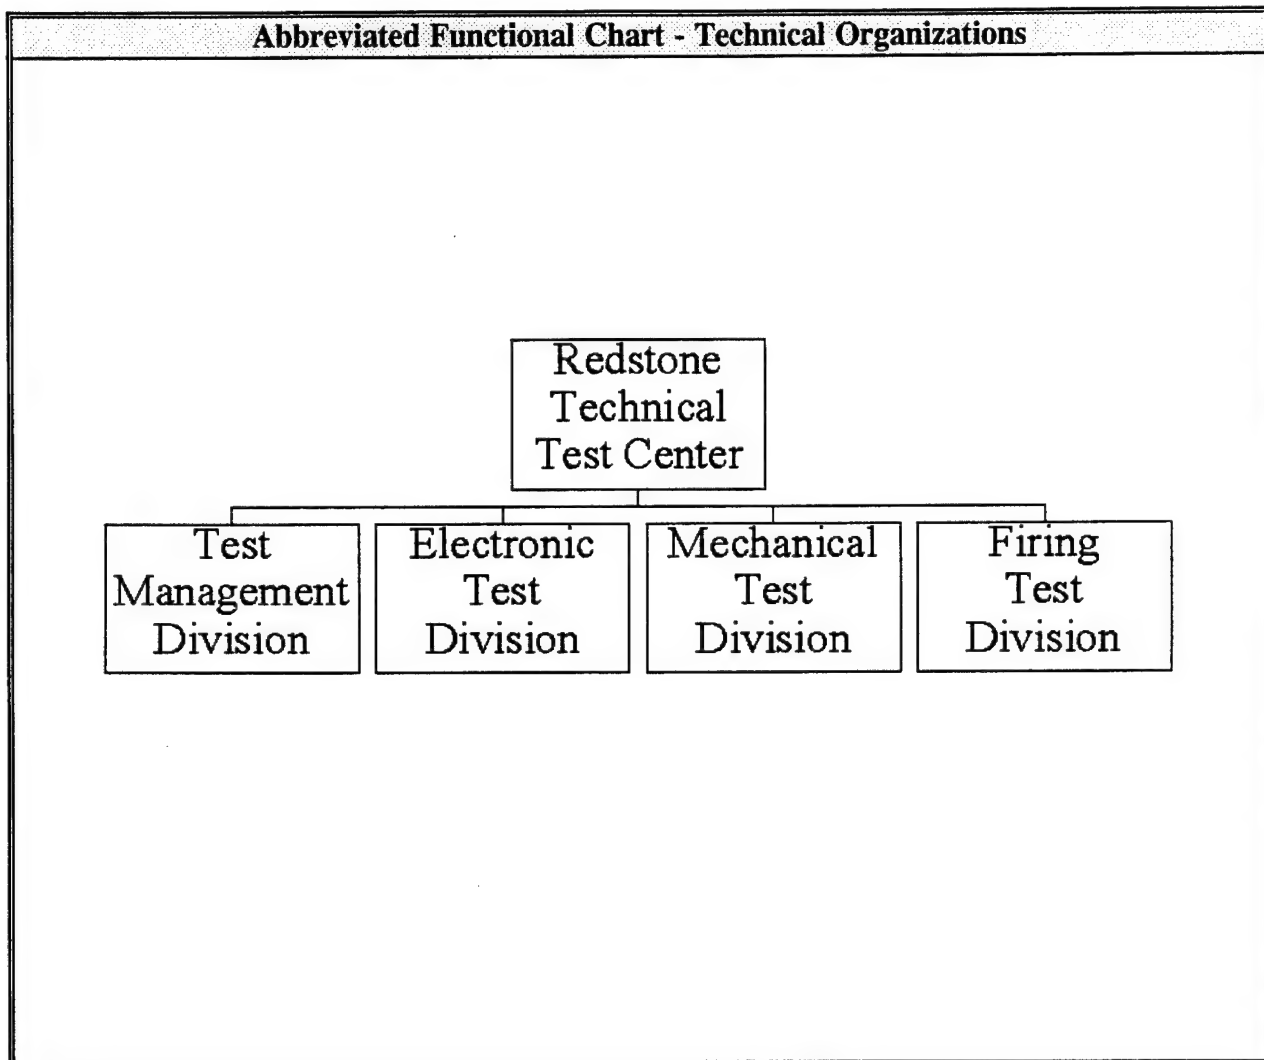 Abbreviated Functional Chart - Technical Organizations
Redstone
Technical
Test Center
Test
Management
Division
Electronic
Test
Division
Mechanical
Test
Division
Firing
Test
Division